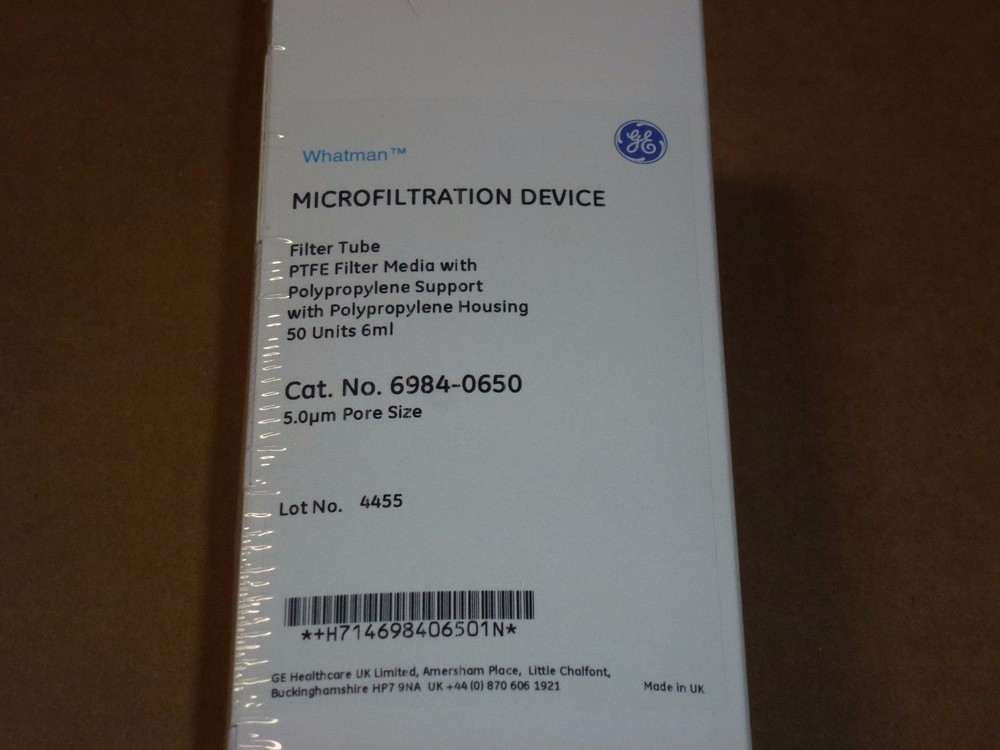 Whatman™
GE
MICROFILTRATION DEVICE
Filter Tube
PTFE Filter Media with
Polypropylene Support
with Polypropylene Housing
50 Units 6ml
Cat. No. 6984-0650
5.0µm Pore Size
Lot No. 4455
*+H714698406501N*
GE Healthcare UK Limited, Amersham Place, Little Chalfont,
Buckinghamshire HP7 9NA UK +44 (0) 870 606 1921
Made in UK